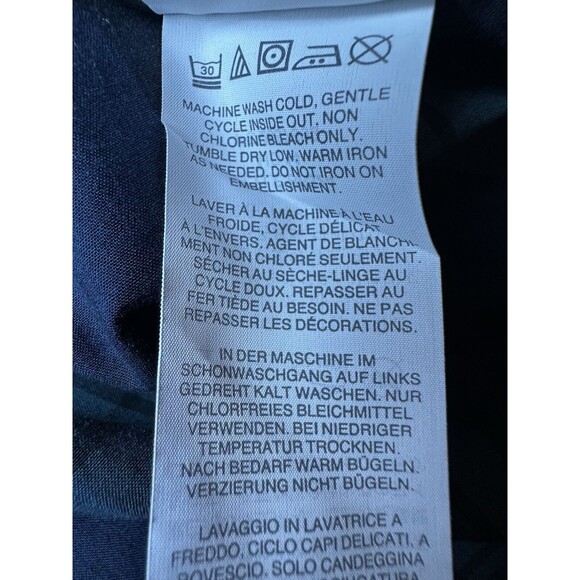 30
MACHINE WASH COLD, GENTLE
CYCLE INSIDE OUT. NON
CHLORINE BLEACH ONLY.
TUMBLE DRY LOW, WARM IRON
AS NEEDED. DO NOT IRON ON
EMBELLISHMENT.
LAVER À LA MACHINE À L'EAU
FROIDE, CYCLE DÉLICAT
À L'ENVERS. AGENT DE BLANCHI
MENT NON CHLORÉ SEULEMENT.
SÉCHER AU SÈCHE-LINGE AU
CYCLE DOUX. REPASSER AU
FER TIÈDE AU BESOIN. NE PAS
REPASSER LES DÉCORATIONS.
IN DER MASCHINE IM
SCHONWASCHGANG AUF LINKS
GEDREHT KALT WASCHEN. NUR
CHLORFREIES BLEICHMITTEL
VERWENDEN. BEI NIEDRIGER
TEMPERATUR TROCKNEN.
NACH BEDARF WARM BÜGELN.
VERZIERUNG NICHT BÜGELN.
LAVAGGIO IN LAVATRICE A
FREDDO, CICLO CAPI DELICATI, A
ROVESCIO. SOLO CANDEGGINA